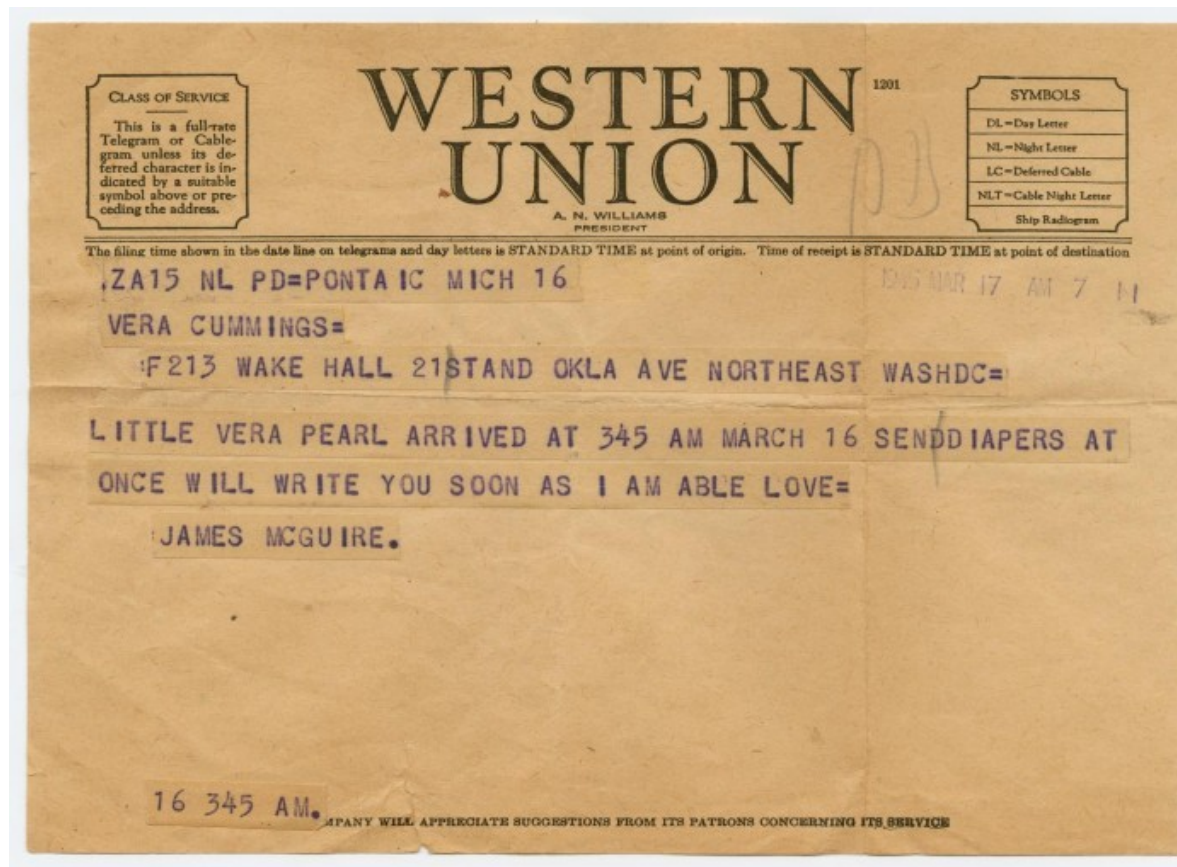 CLASS OF SERVICE
This is a full-rate
Telegram or Cable-
gram unless its de-
ferred character is in-
dicated by a suitable
symbol above or pre-
ceding the address.
WESTERN
UNION
1201
A. N. WILLIAMS
PRESIDENT
SYMBOLS
DL=Day Letter
NL=Night Letter
LC=Deferred Cable
NLT=Cable Night Letter
Ship Radiogram
The filing time shown in the date line on telegrams and day letters is STANDARD TIME at point of origin. Time of receipt is STANDARD TIME at point of destination
.ZA15 NL PD=PONTAIC MICH 16
MAR 17 AM 7
VERA CUMMINGS=
:F213 WAKE HALL 21STAND OKLA AVE NORTHEAST WASHDC=
LITTLE VERA PEARL ARRIVED AT 345 AM MARCH 16 SENDDIAPERS AT
ONCE WILL WRITE YOU SOON AS I AM ABLE LOVE=
:JAMES MCGUIRE.
16 345 AM.
MPANY WILL APPRECIATE SUGGESTIONS FROM ITS PATRONS CONCERNING ITS SERVICE